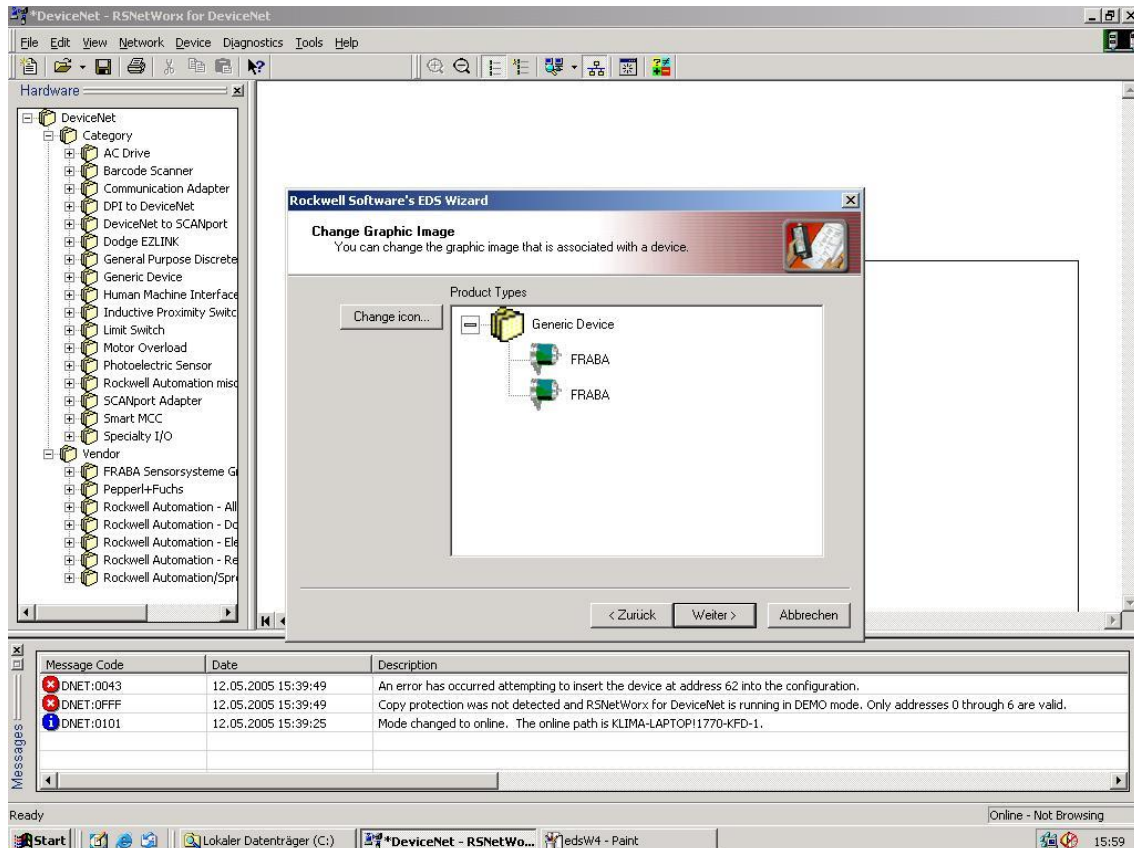 *DeviceNet - RSNetWorx for DeviceNet
File Edit View Network Device Diagnostics Tools Help
Hardware
DeviceNet
Category
AC Drive
Barcode Scanner
Communication Adapter
DPI to DeviceNet
DeviceNet to SCANport
Dodge EZLINK
General Purpose Discrete
Generic Device
Human Machine Interface
Inductive Proximity Switc
Limit Switch
Motor Overload
Photoelectric Sensor
Rockwell Automation misc
SCANport Adapter
Smart MCC
Specialty I/O
Vendor
FRABA Sensorsysteme G
Pepperl+Fuchs
Rockwell Automation - All
Rockwell Automation - Do
Rockwell Automation - Ele
Rockwell Automation - Re
Rockwell Automation/Spr
Rockwell Software's EDS Wizard
Change Graphic Image
You can change the graphic image that is associated with a device.
Product Types
Change icon...
Generic Device
FRABA
FRABA
< Zurück Weiter > Abbrechen
Messages
Message Code Date Description
DNET:0043 12.05.2005 15:39:49 An error has occurred attempting to insert the device at address 62 into the configuration.
DNET:0FFF 12.05.2005 15:39:49 Copy protection was not detected and RSNetWorx for DeviceNet is running in DEMO mode. Only addresses 0 through 6 are valid.
DNET:0101 12.05.2005 15:39:25 Mode changed to online. The online path is KLIMA-LAPTOP!1770-KFD-1.
Ready Online - Not Browsing
Start Lokaler Datenträger (C:) *DeviceNet - RSNetWo... edsW4 - Paint 15:59